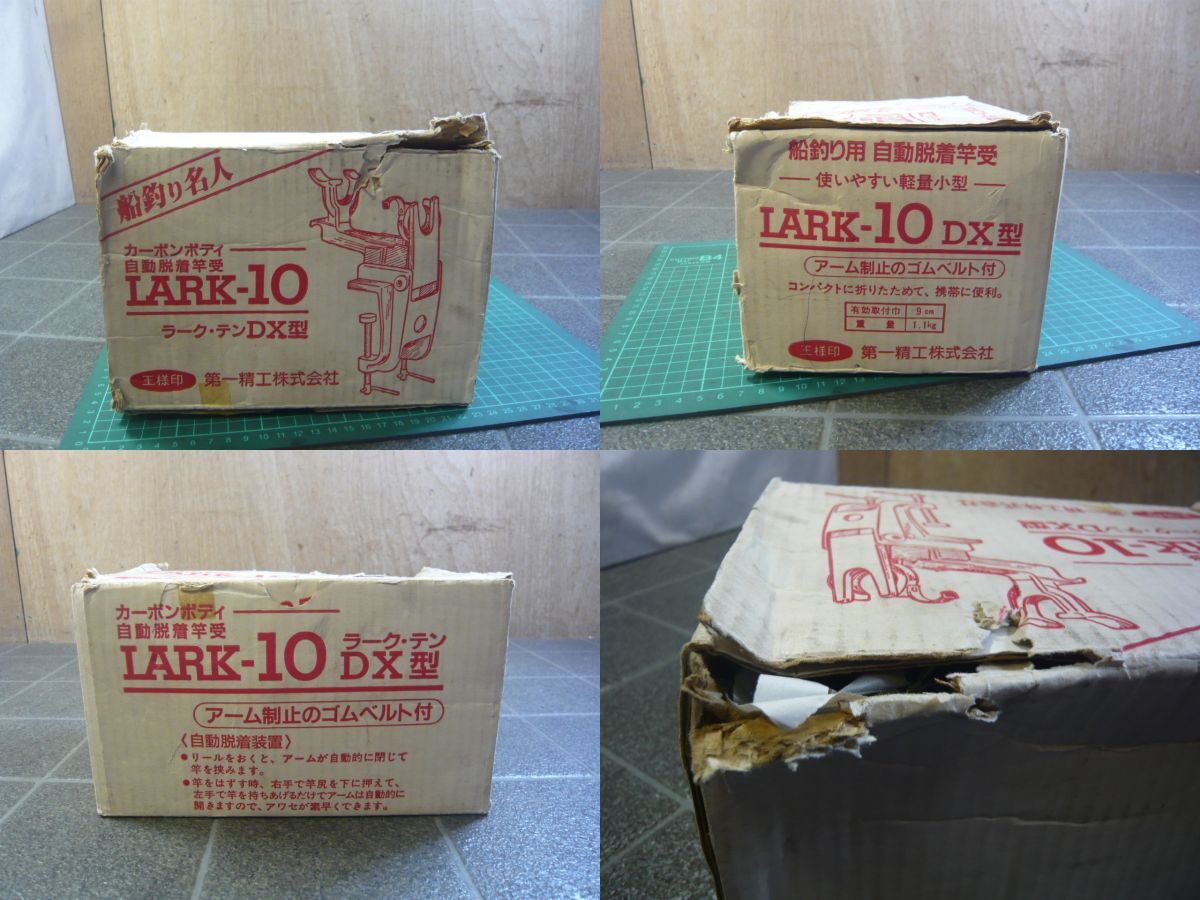 船釣り名人
カーボンボディ
自動脱着竿受
LARK-10
ラーク・テンDX型
王様印 第一精工株式会社
船釣り用 自動脱着竿受
使いやすい軽量小型
LARK-10 DX型
アーム制止のゴムベルト付
コンパクトに折りたためて、携帯に便利。
有効取付巾 9cm
重量 1.1kg
王様印 第一精工株式会社
カーボンボディ
自動脱着竿受
LARK-10 ラーク・テン
DX型
アーム制止のゴムベルト付
〈自動脱着装置〉
●リールをおくと、アームが自動的に閉じて
竿を挟みます。
●竿をはずす時、右手で竿尻を下に押えて、
左手で竿を持ちあげるだけでアームは自動的に
開きますので、アワセが素早くできます。